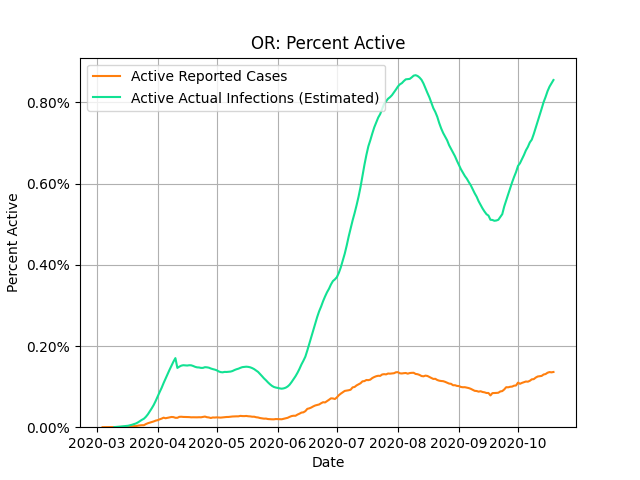 OR: Percent Active
Active Reported Cases
Active Actual Infections (Estimated)
Percent Active
0.80%
0.60%
0.40%
0.20%
0.00%
2020-03 2020-04 2020-05 2020-06 2020-07 2020-08 2020-09 2020-10
Date